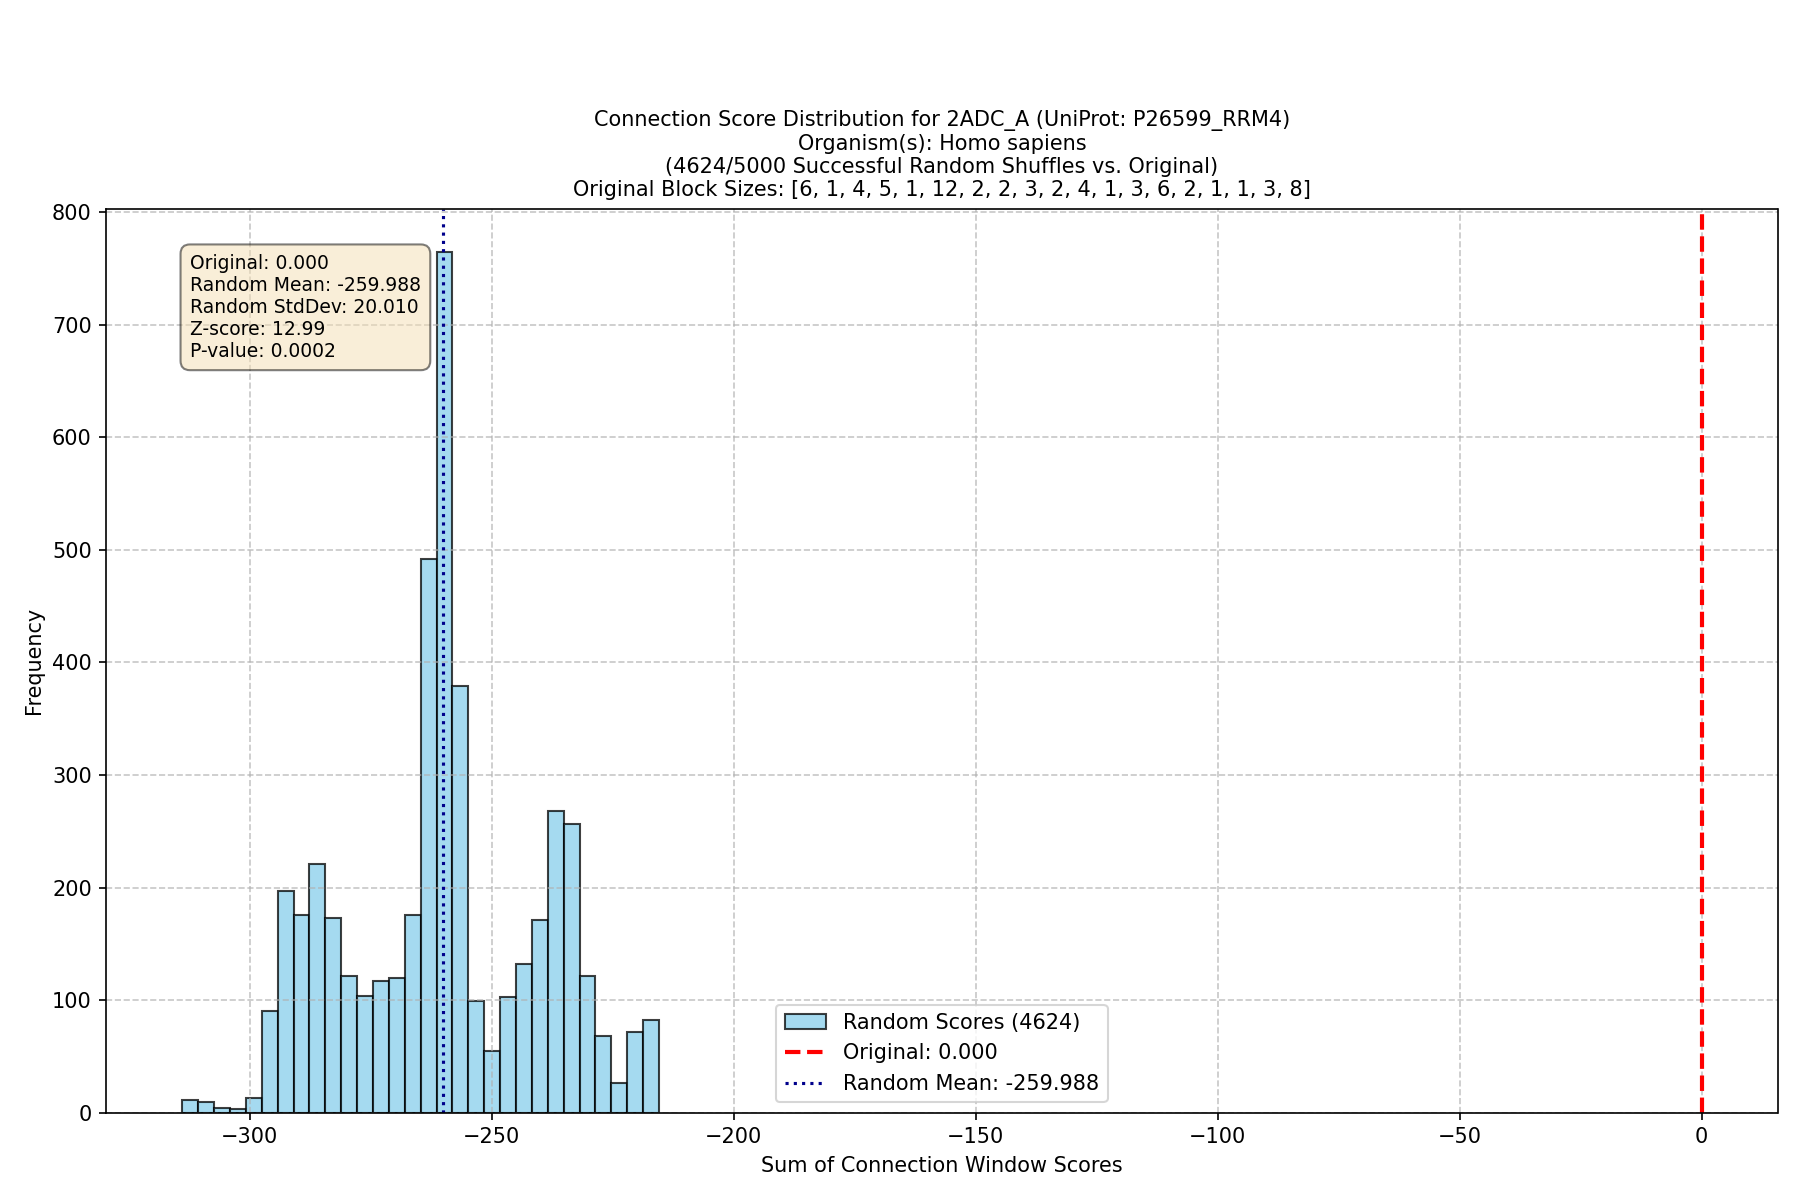 Connection Score Distribution for 2ADC_A (UniProt: P26599_RRM4)
Organism(s): Homo sapiens
(4624/5000 Successful Random Shuffles vs. Original)
Original Block Sizes: [6, 1, 4, 5, 1, 12, 2, 2, 3, 2, 4, 1, 3, 6, 2, 1, 1, 3, 8]
800
700
600
500
400
300
200
100
0
Frequency
Original: 0.000
Random Mean: -259.988
Random StdDev: 20.010
Z-score: 12.99
P-value: 0.0002
Random Scores (4624)
Original: 0.000
Random Mean: -259.988
−300 −250 −200 −150 −100 −50 0
Sum of Connection Window Scores